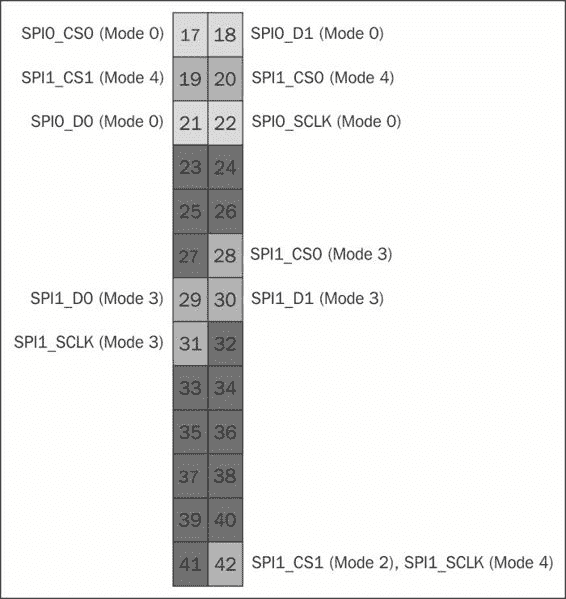 SPI0_CS0 (Mode 0) 17 18 SPI0_D1 (Mode 0)
SPI1_CS1 (Mode 4) 19 20 SPI1_CS0 (Mode 4)
SPI0_D0 (Mode 0) 21 22 SPI0_SCLK (Mode 0)
23 24
25 26
27 28 SPI1_CS0 (Mode 3)
SPI1_D0 (Mode 3) 29 30 SPI1_D1 (Mode 3)
SPI1_SCLK (Mode 3) 31 32
33 34
35 36
37 38
39 40
41 42 SPI1_CS1 (Mode 2), SPI1_SCLK (Mode 4)